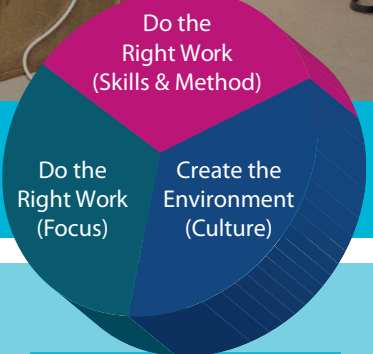 Do the
Right Work
(Skills & Method)
Do the
Right Work
(Focus)
Create the
Environment
(Culture)